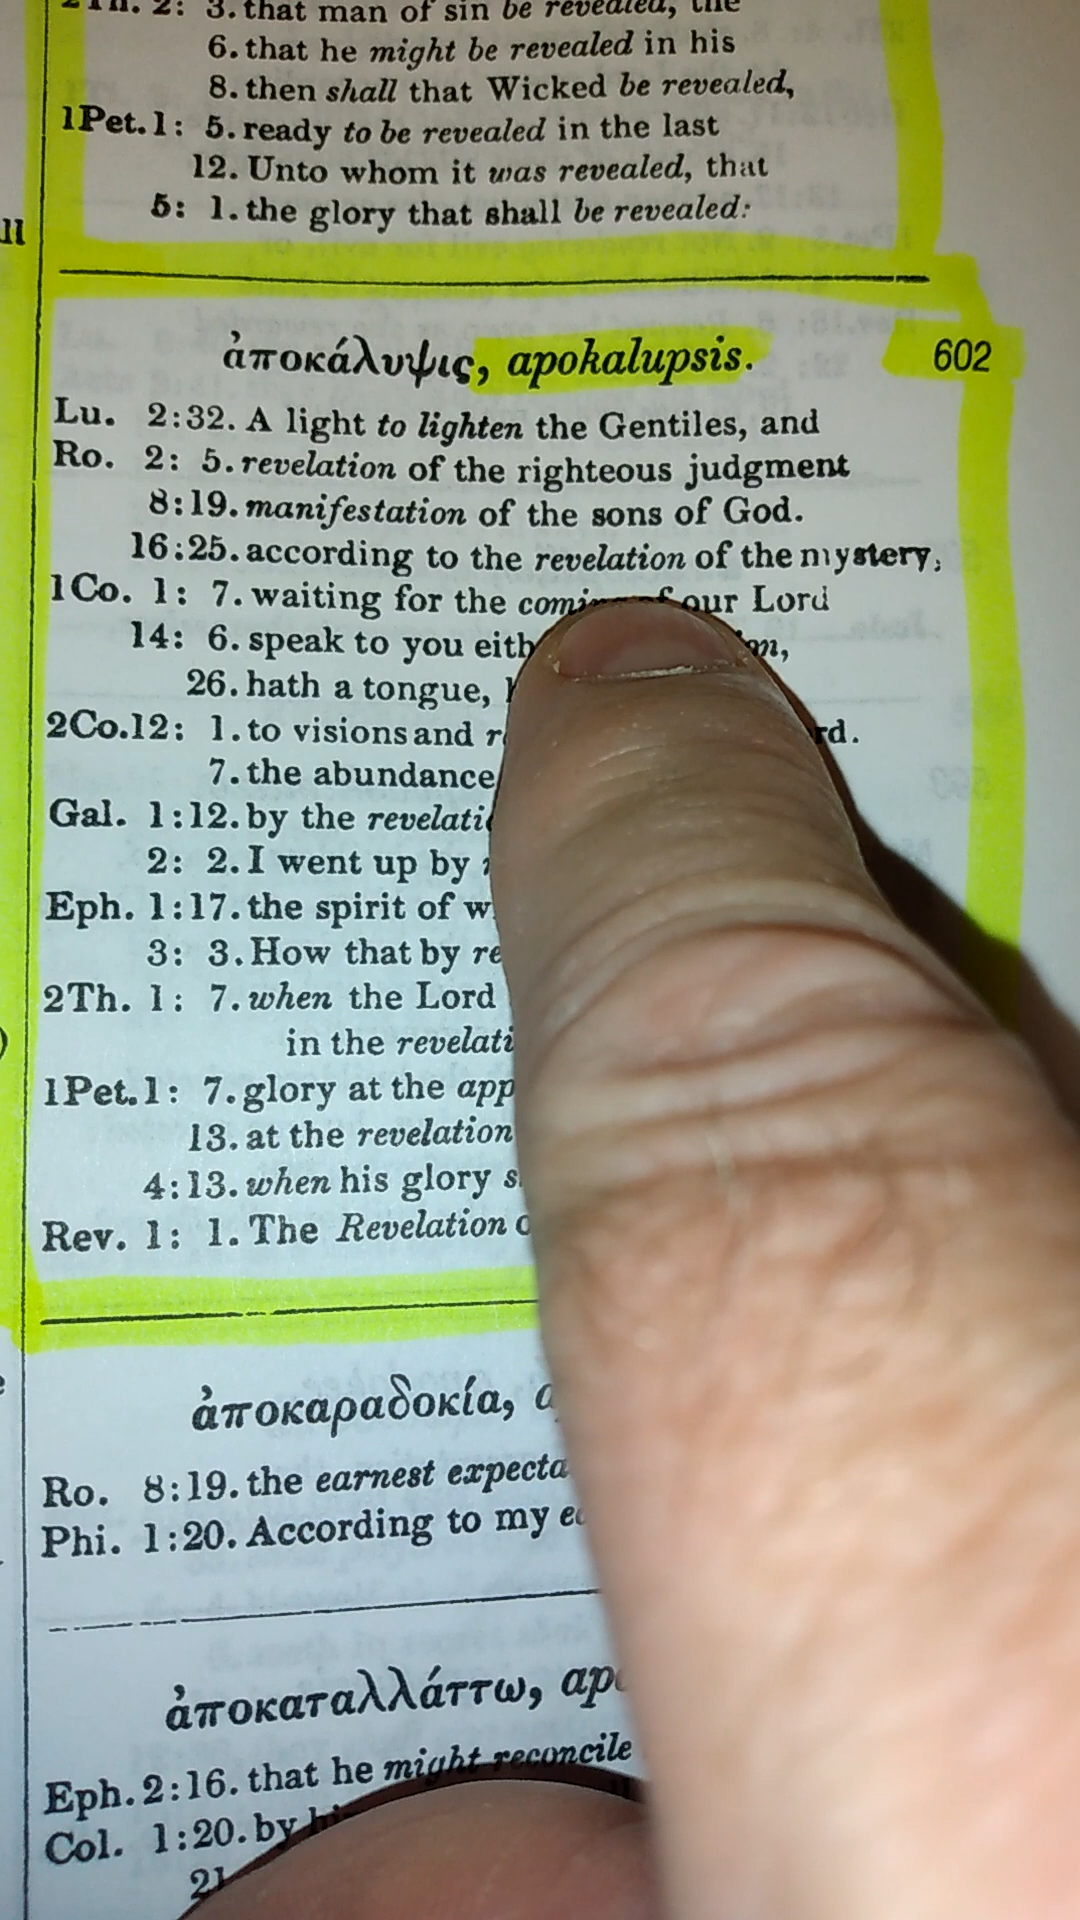 2Th. 2: 3. that man of sin be revealed, the
6. that he might be revealed in his
8. then shall that Wicked be revealed,
1Pet. 1: 5. ready to be revealed in the last
12. Unto whom it was revealed, that
5: 1. the glory that shall be revealed:
ἀποκάλυψις, apokalupsis. 602
Lu. 2:32. A light to lighten the Gentiles, and
Ro. 2: 5. revelation of the righteous judgment
8:19. manifestation of the sons of God.
16:25. according to the revelation of the mystery,
1Co. 1: 7. waiting for the coming of our Lord
14: 6. speak to you
26. hath a tongue,
2Co.12: 1. to visions and
7. the abundance
Gal. 1:12. by the
2: 2. I went up by
Eph. 1:17. the spirit of
3: 3. How that by
2Th. 1: 7. when the Lord
in the
1Pet. 1: 7. glory at the
13. at the revelation
4:13. when his glory
Rev. 1: 1. The Revelation
ἀποκαραδοκία,
Ro. 8:19. the earnest
Phi. 1:20. According to my
ἀποκαταλλάττω,
Eph. 2:16. that he might reconcile
Col. 1:20. by
21